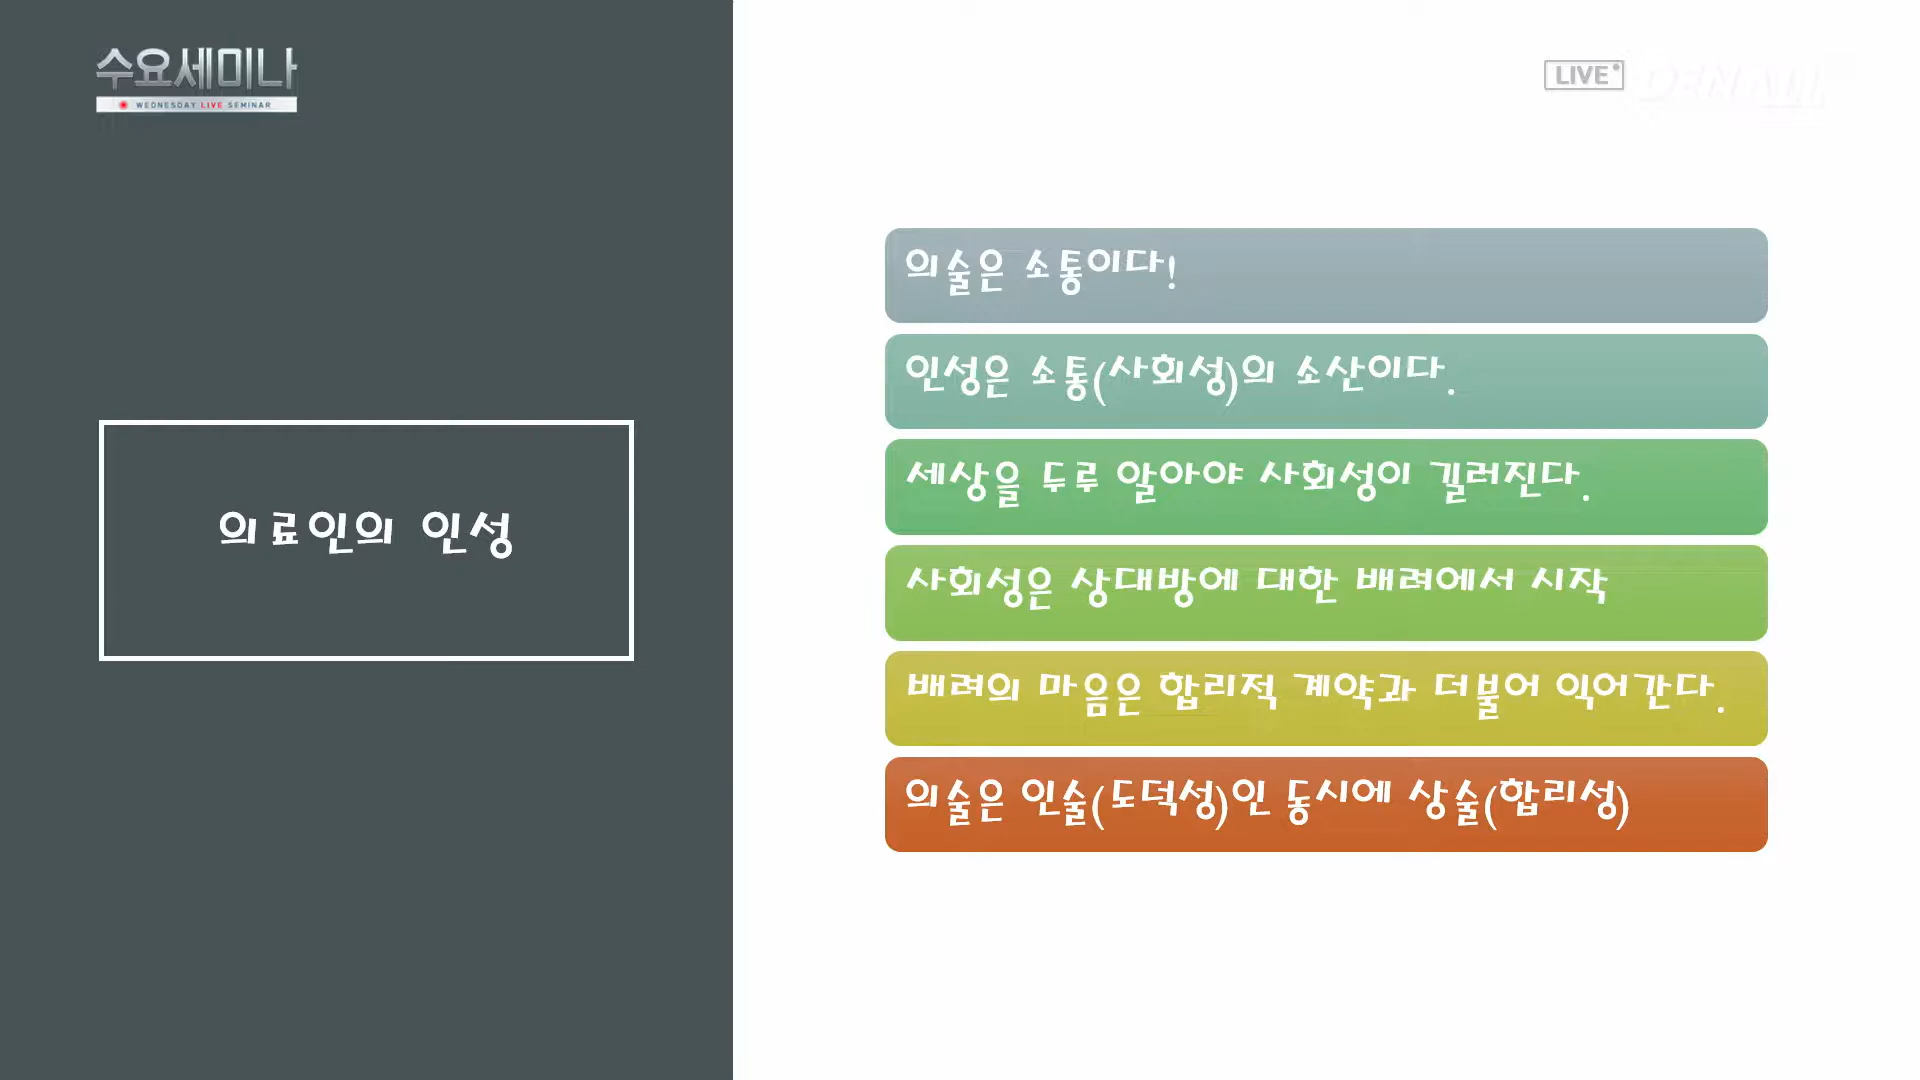 수요세미나
WEDNESDAY LIVE SEMINAR
LIVE
의료인의 인성
의술은 소통이다!
인성은 소통(사회성)의 소산이다.
세상을 두루 알아야 사회성이 길러진다.
사회성은 상대방에 대한 배려에서 시작
배려의 마음은 합리적 계약과 더불어 익어간다.
의술은 인술(도덕성)인 동시에 상술(합리성)